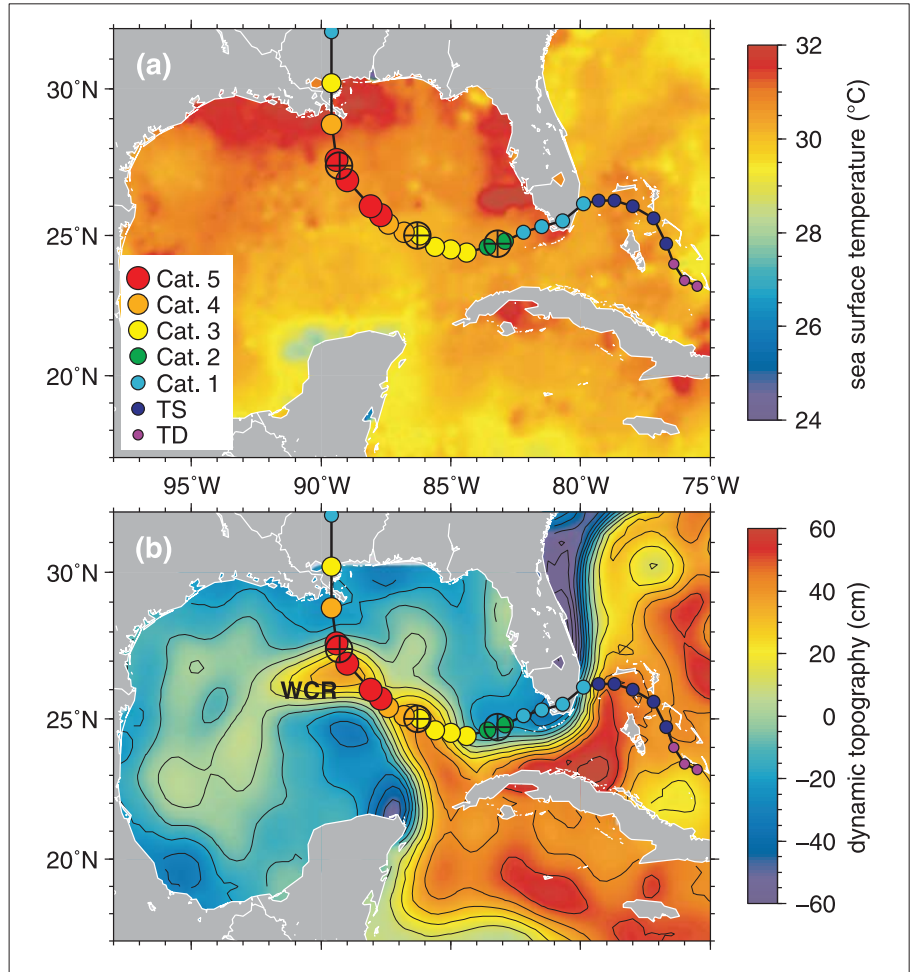 (a)
30°N
25°N
20°N
Cat. 5
Cat. 4
Cat. 3
Cat. 2
Cat. 1
TS
TD
32
30
28
26
24
sea surface temperature (°C)
95°W 90°W 85°W 80°W 75°W
(b)
30°N
25°N
20°N
WCR
60
40
20
0
−20
−40
−60
dynamic topography (cm)